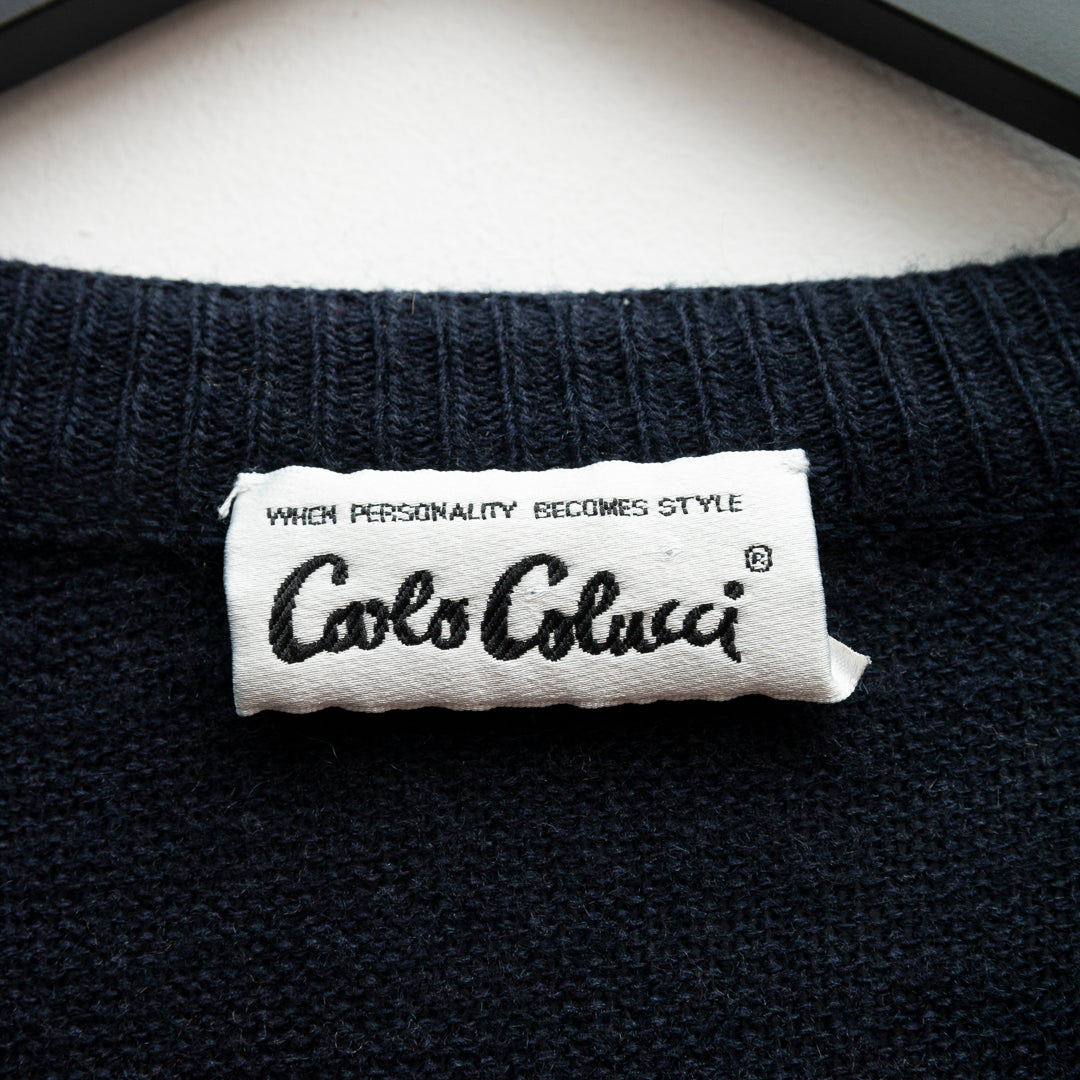 WHEN PERSONALITY BECOMES STYLE
Carlo Colucci®